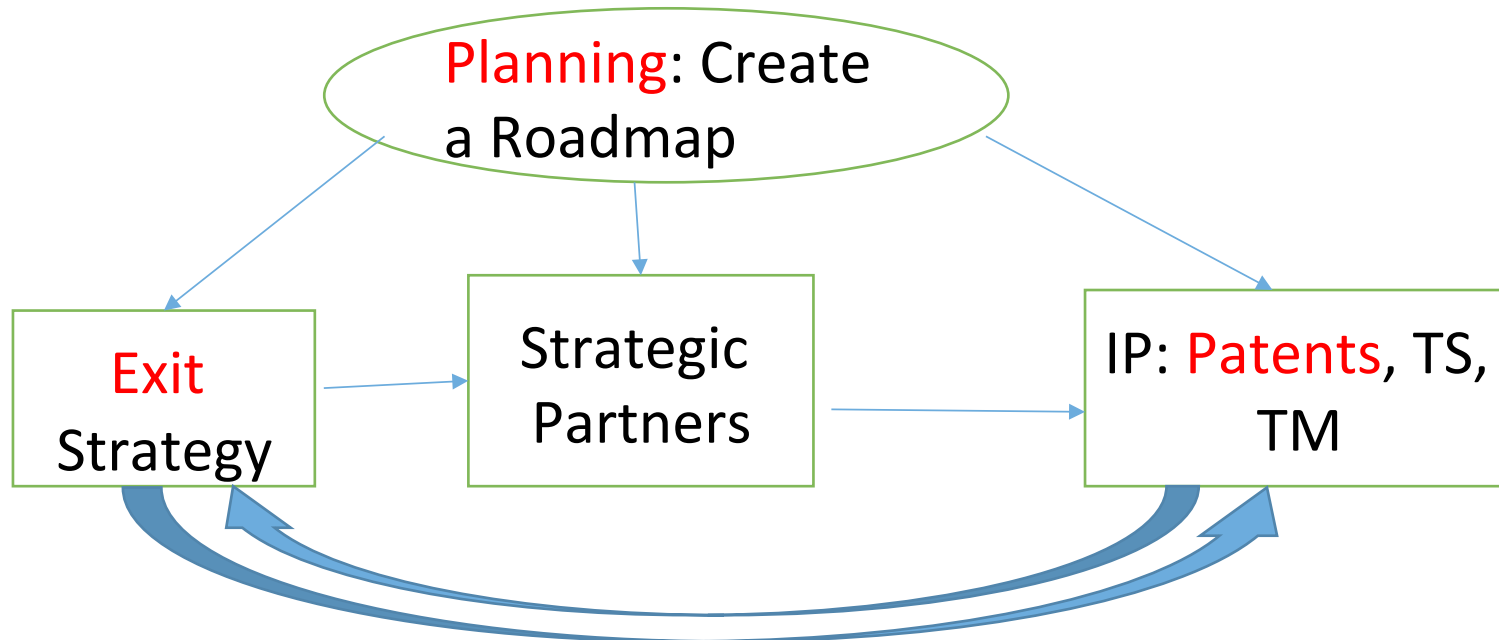 Planning: Create
a Roadmap
Exit
Strategy
Strategic
Partners
IP: Patents, TS,
TM